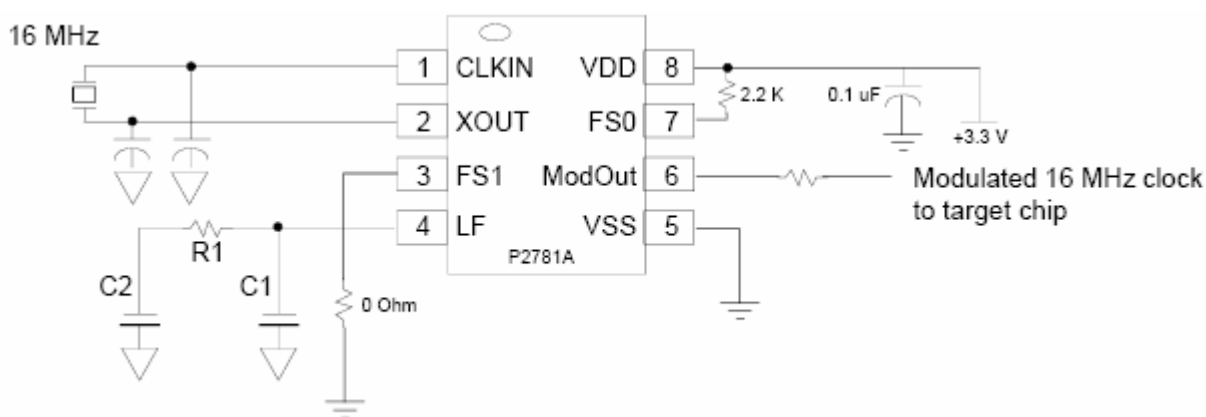 16 MHz
1 CLKIN VDD 8
2 XOUT FS0 7
3 FS1 ModOut 6
4 LF VSS 5
P2781A
2.2 K
0.1 uF
+3.3 V
Modulated 16 MHz clock
to target chip
R1
C2
C1
0 Ohm